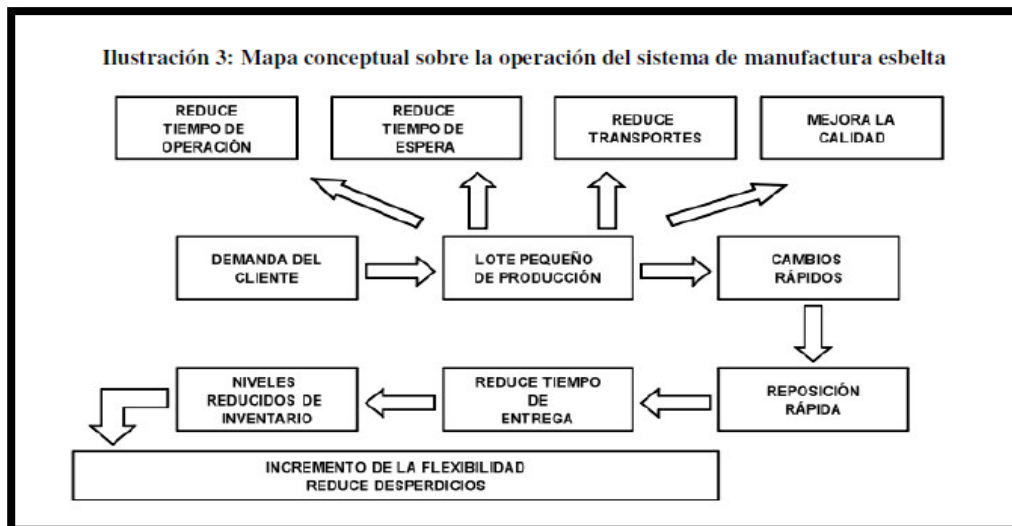 Ilustración 3: Mapa conceptual sobre la operación del sistema de manufactura esbelta
REDUCE
TIEMPO DE
OPERACIÓN
REDUCE
TIEMPO DE
ESPERA
REDUCE
TRANSPORTES
MEJORA LA
CALIDAD
DEMANDA DEL
CLIENTE
LOTE PEQUEÑO
DE PRODUCCIÓN
CAMBIOS
RÁPIDOS
NIVELES
REDUCIDOS DE
INVENTARIO
REDUCE TIEMPO
DE
ENTREGA
REPOSICIÓN
RÁPIDA
INCREMENTO DE LA FLEXIBILIDAD
REDUCE DESPERDICIOS